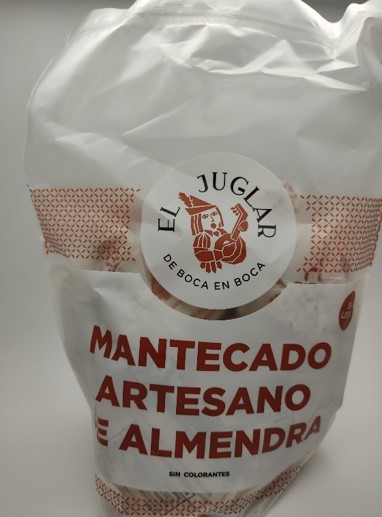 EL JUGLAR
DE BOCA EN BOCA
MANTECADO
ARTESANO
E ALMENDRA
SIN COLORANTES